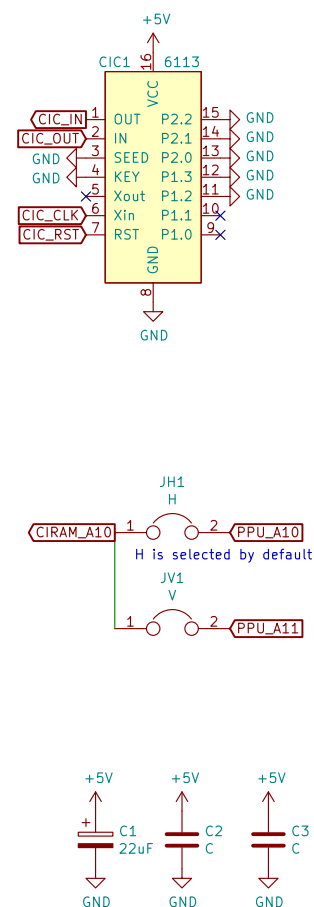 +5V
CIC1 6113
16
VCC
CIC_IN 1 OUT P2.2 15 GND
CIC_OUT 2 IN P2.1 14 GND
GND 3 SEED P2.0 13 GND
GND 4 KEY P1.3 12 GND
5 Xout P1.2 11 GND
CIC_CLK 6 Xin P1.1 10
CIC_RST 7 RST P1.0 9
GND
8
GND
JH1
H
CIRAM_A10 1 2 PPU_A10
H is selected by default
JV1
V
1 2 PPU_A11
+5V +5V +5V
+ C1 C2 C3
22uF C C
GND GND GND